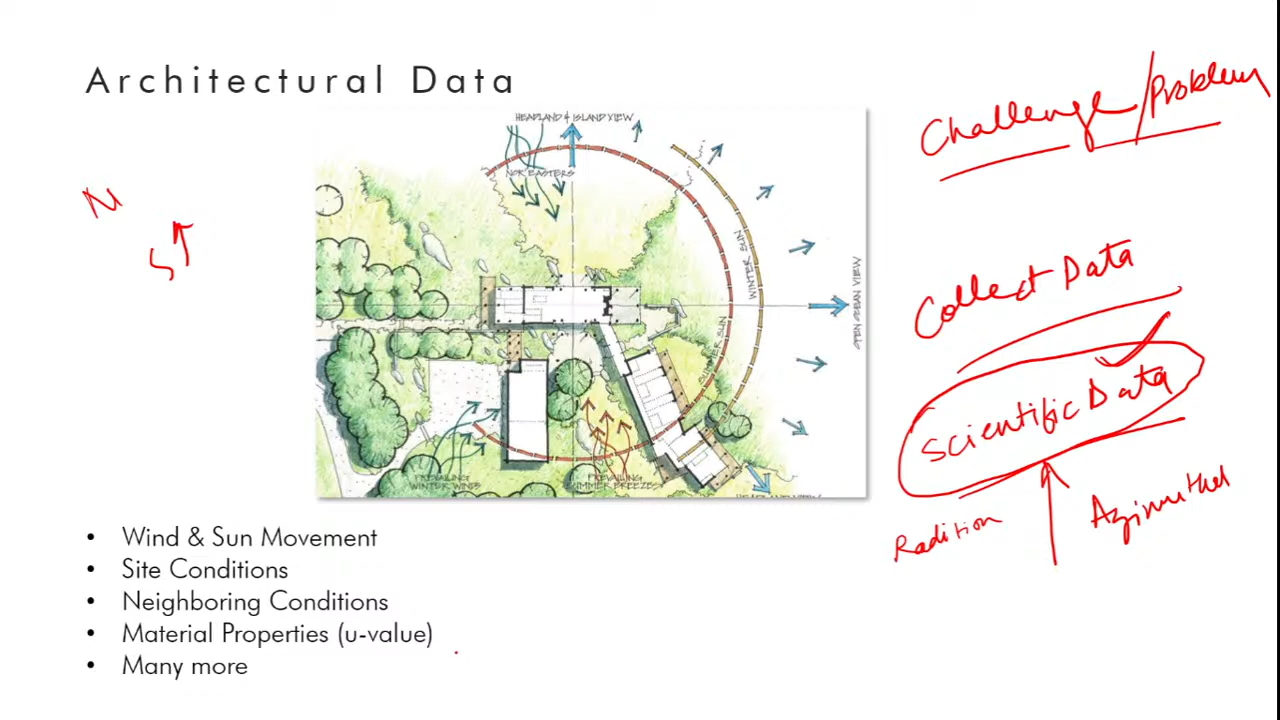 Architectural Data
Challenge/Problem
HEADLAND & ISLAND VIEW
NOR'EASTERS
N
S
WINTER SUN
OPEN OCEAN VIEW
SUMMER SUN
Collect Data
Scientific Data
PREVAILING
WINTER WINDS
PREVAILING
SUMMER BREEZES
Radition
Azimuthal
• Wind & Sun Movement
• Site Conditions
• Neighboring Conditions
• Material Properties (u-value)
• Many more